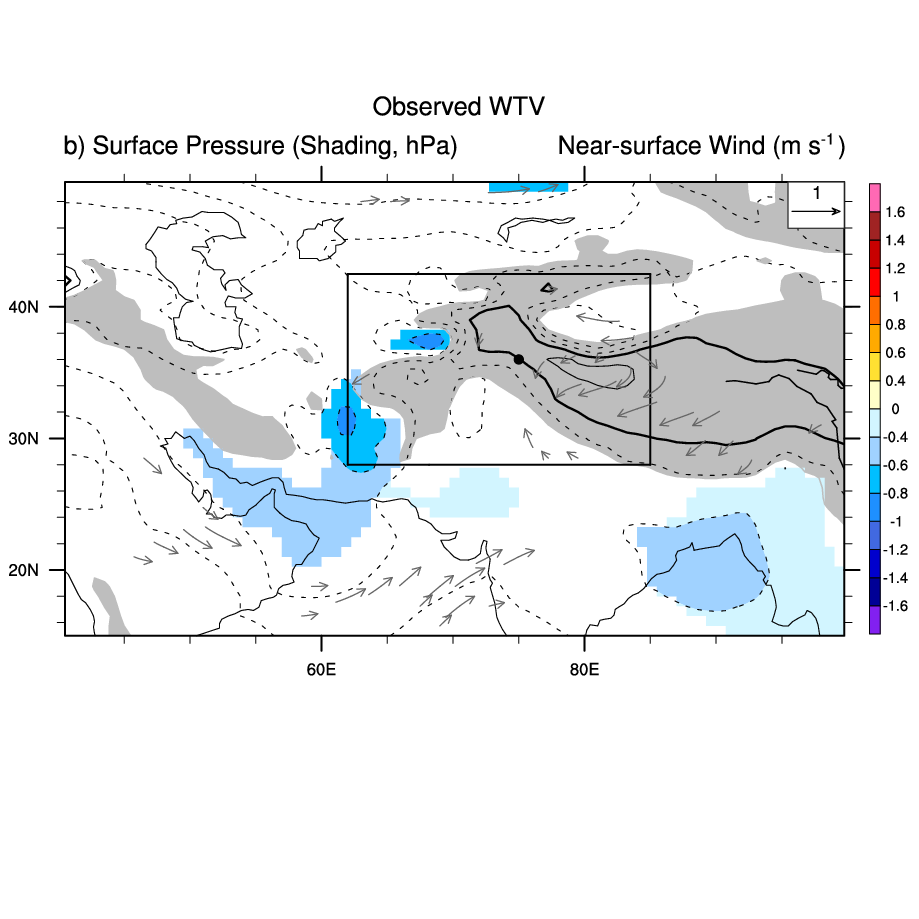 Observed WTV
b) Surface Pressure (Shading, hPa)
Near-surface Wind (m s-1)
1
40N
30N
20N
60E
80E
1.6
1.4
1.2
1
0.8
0.6
0.4
0
-0.4
-0.6
-0.8
-1
-1.2
-1.4
-1.6